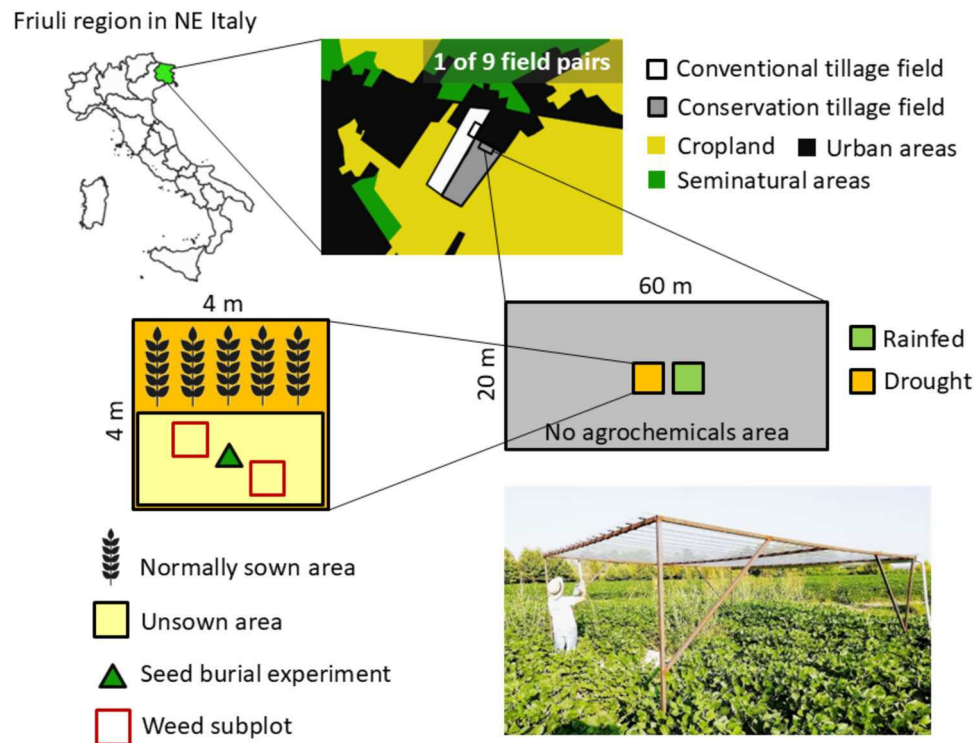 Friuli region in NE Italy
1 of 9 field pairs
Conventional tillage field
Conservation tillage field
Cropland
Urban areas
Seminatural areas
4 m
4 m
60 m
20 m
No agrochemicals area
Rainfed
Drought
Normally sown area
Unsown area
Seed burial experiment
Weed subplot